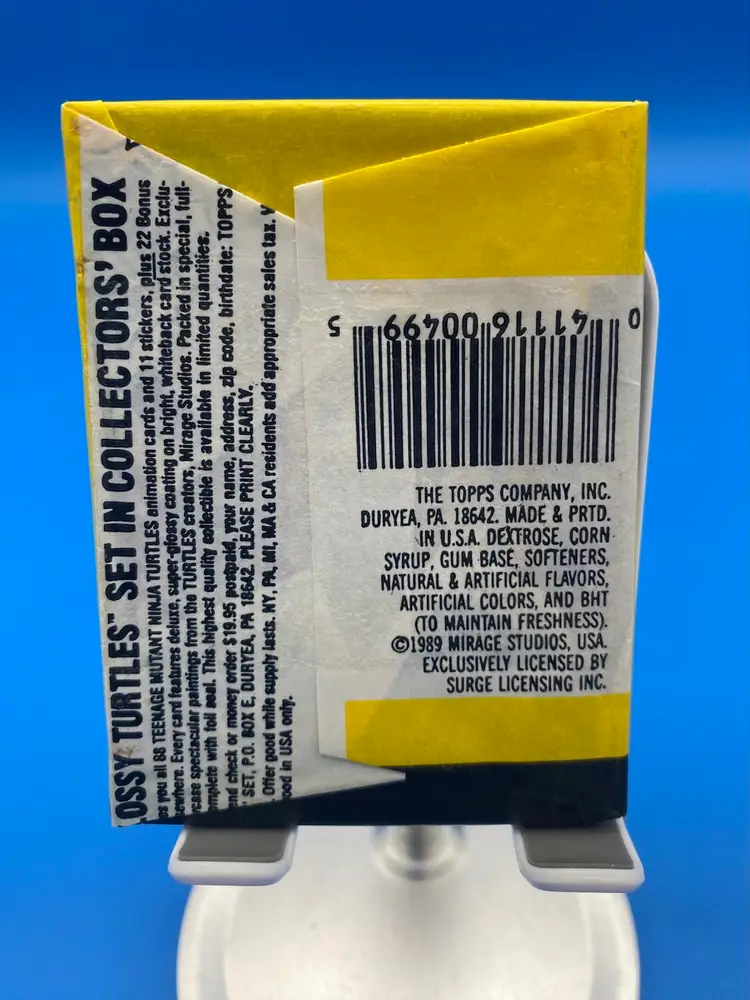 LOSSY TURTLES™ SET IN COLLECTORS' BOX
you all 88 TEENAGE MUTANT NINJA TURTLES animation cards and 11 stickers, plus 22 Bonus
ewhere. Every card features deluxe, super-glossy coating on bright, whiteback card stock. Exclu-
case spectacular paintings from the TURTLES creators, Mirage Studios. Packed in special, full-
omplete with foil seal. This highest quality collectible is available in limited quantities.
nd check or money order $19.95 postpaid, your name, address, zip code, birthdate: TOPPS
SET, P.O. BOX E, DURYEA, PA 18642. PLEASE PRINT CLEARLY.
Offer good while supply lasts. NY, PA, MI, MA & CA residents add appropriate sales tax.
ood in USA only.
0 41116 00499 5
THE TOPPS COMPANY, INC.
DURYEA, PA. 18642. MADE & PRTD.
IN U.S.A. DEXTROSE, CORN
SYRUP, GUM BASE, SOFTENERS,
NATURAL & ARTIFICIAL FLAVORS,
ARTIFICIAL COLORS, AND BHT
(TO MAINTAIN FRESHNESS).
©1989 MIRAGE STUDIOS, USA.
EXCLUSIVELY LICENSED BY
SURGE LICENSING INC.